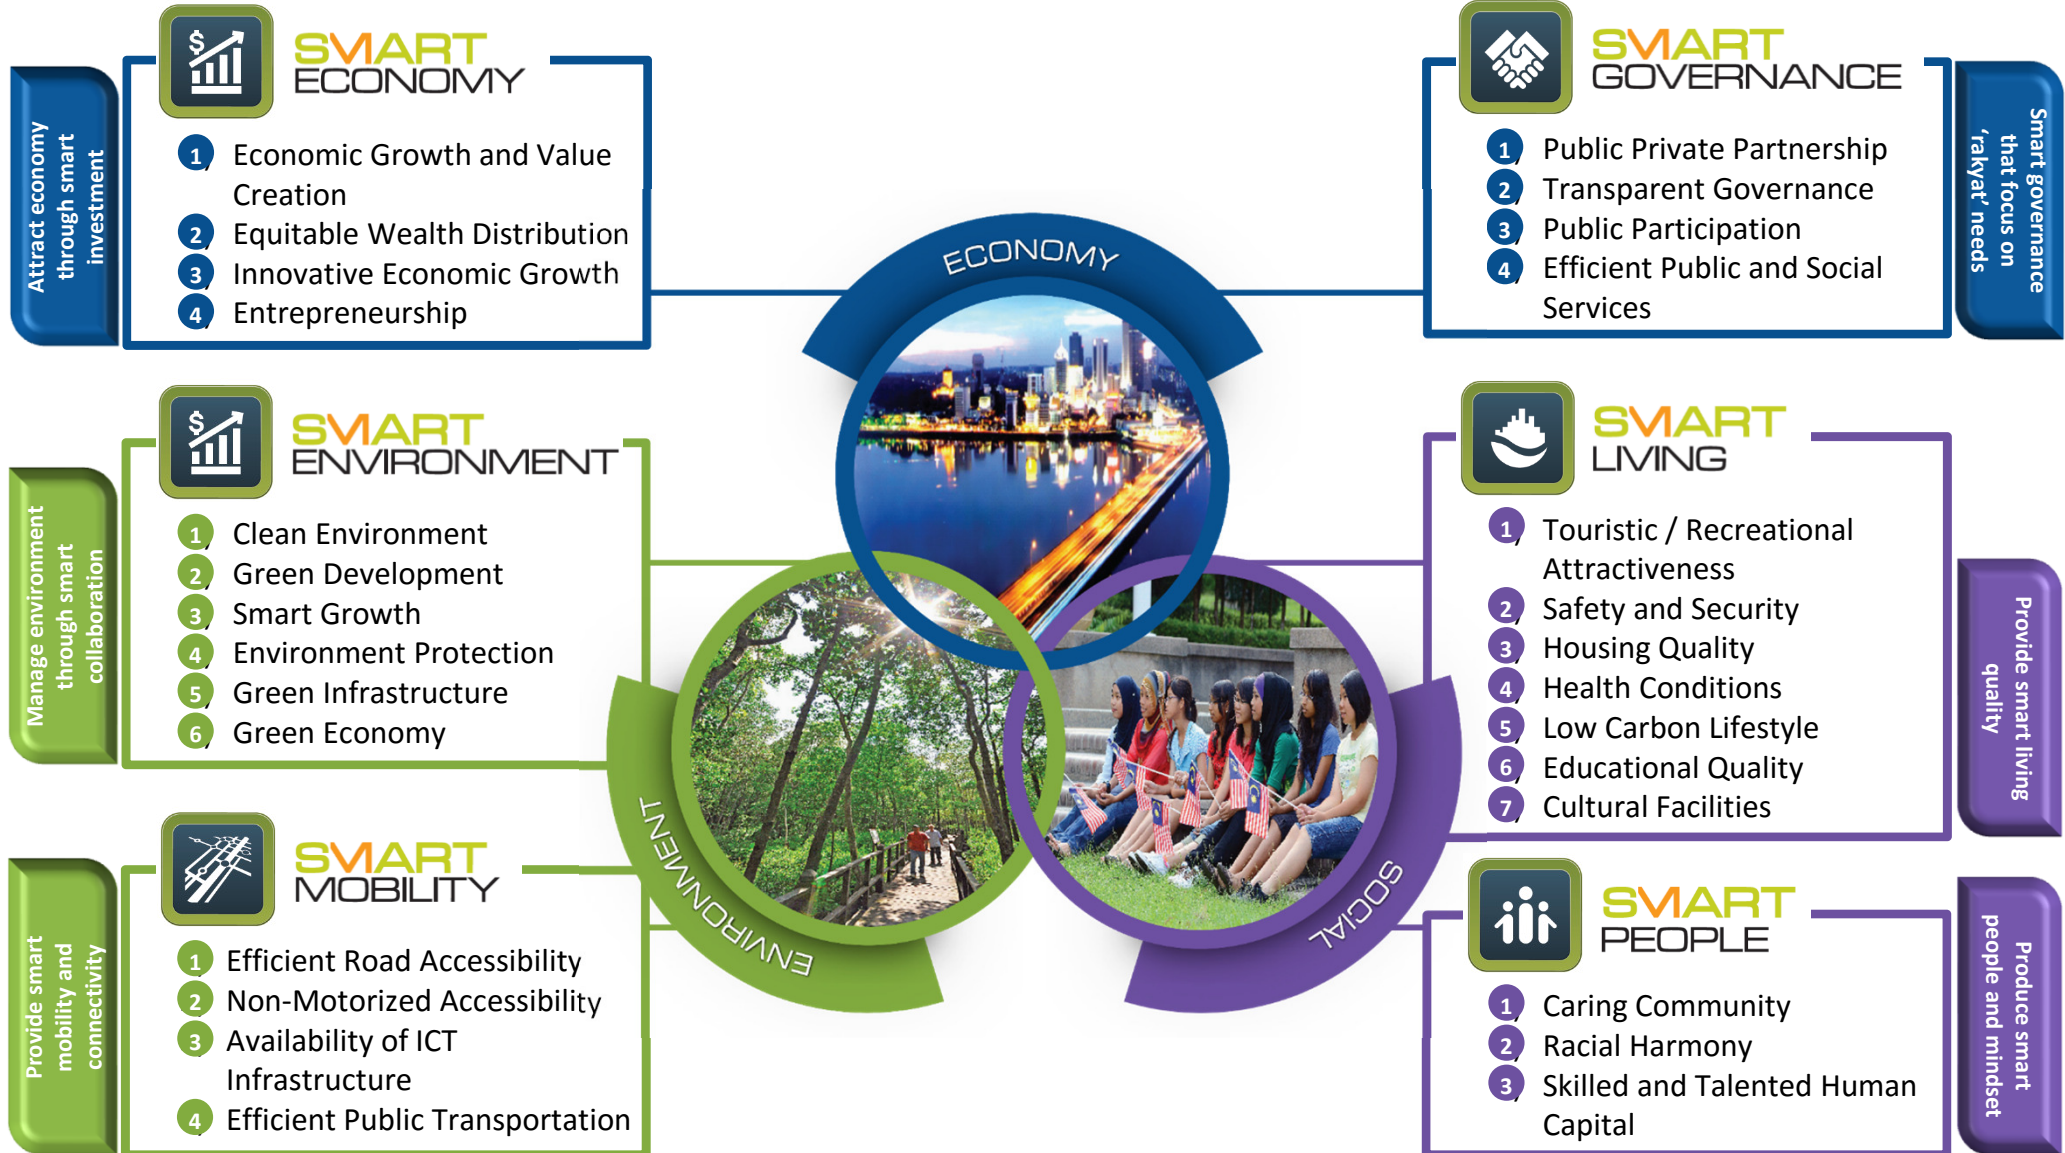 SMART
ECONOMY
Attract economy
through smart
investment
1 Economic Growth and Value
Creation
2 Equitable Wealth Distribution
3 Innovative Economic Growth
4 Entrepreneurship
SMART
GOVERNANCE
Smart governance
that focus on
‘rakyat’ needs
1 Public Private Partnership
2 Transparent Governance
3 Public Participation
4 Efficient Public and Social
Services
ECONOMY
SMART
ENVIRONMENT
Manage environment
through smart
collaboration
1 Clean Environment
2 Green Development
3 Smart Growth
4 Environment Protection
5 Green Infrastructure
6 Green Economy
SMART
LIVING
Provide smart living
quality
1 Touristic / Recreational
Attractiveness
2 Safety and Security
3 Housing Quality
4 Health Conditions
5 Low Carbon Lifestyle
6 Educational Quality
7 Cultural Facilities
ENVIRONMENT
SOCIAL
SMART
MOBILITY
Provide smart
mobility and
connectivity
1 Efficient Road Accessibility
2 Non-Motorized Accessibility
3 Availability of ICT
Infrastructure
4 Efficient Public Transportation
SMART
PEOPLE
Produce smart
people and mindset
1 Caring Community
2 Racial Harmony
3 Skilled and Talented Human
Capital